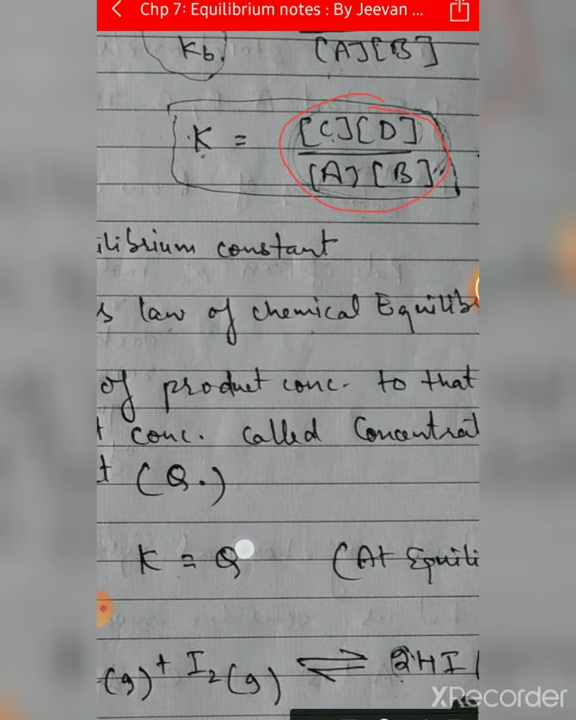 Chp 7: Equilibrium notes : By Jeevan ...
Kb.
[A][B]
K = [C][D]
[A][B]
ilibrium constant
s law of chemical Equilib
of product conc. to that
t conc. called Concentrat
t (Q.)
K = Q (At Equili
(g) + I2(g) ⇌ 2HI
XRecorder